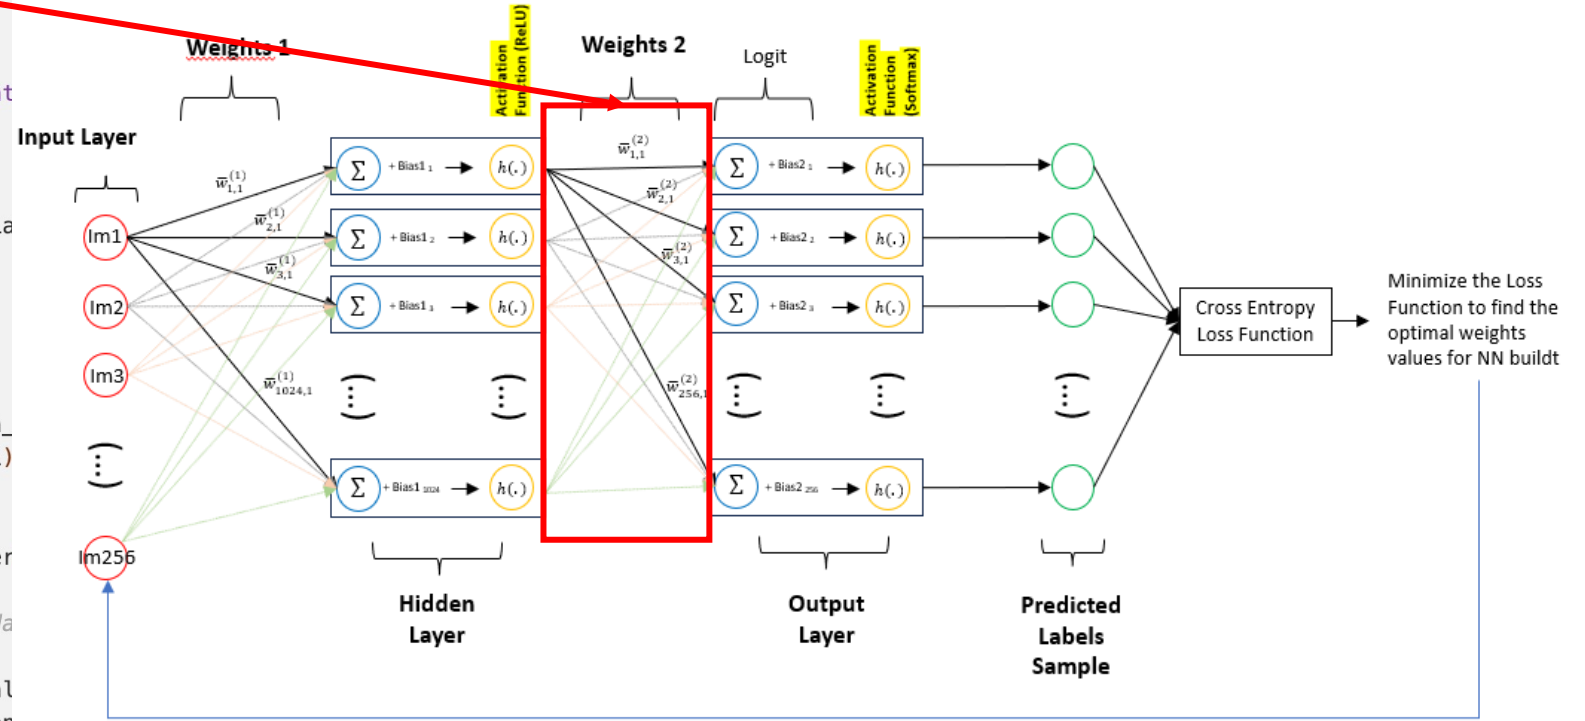 Weights 1
Activation
Function (ReLU)
Weights 2
Logit
Activation
Function
(Softmax)
Input Layer
Im1
Im2
Im3
(...)
Im256
w̅₁,₁⁽¹⁾
w̅₂,₁⁽¹⁾
w̅₃,₁⁽¹⁾
w̅₁₀₂₄,₁⁽¹⁾
∑ + Bias1 ₁ h(.)
∑ + Bias1 ₂ h(.)
∑ + Bias1 ₃ h(.)
(...) (...)
∑ + Bias1 ₁₀₂₄ h(.)
w̅₁,₁⁽²⁾
w̅₂,₁⁽²⁾
w̅₃,₁⁽²⁾
w̅₂₅₆,₁⁽²⁾
∑ + Bias2 ₁ h(.)
∑ + Bias2 ₂ h(.)
∑ + Bias2 ₃ h(.)
(...) (...) (...)
∑ + Bias2 ₂₅₆ h(.)
Cross Entropy
Loss Function
Minimize the Loss
Function to find the
optimal weights
values for NN buildt
Hidden
Layer
Output
Layer
Predicted
Labels
Sample